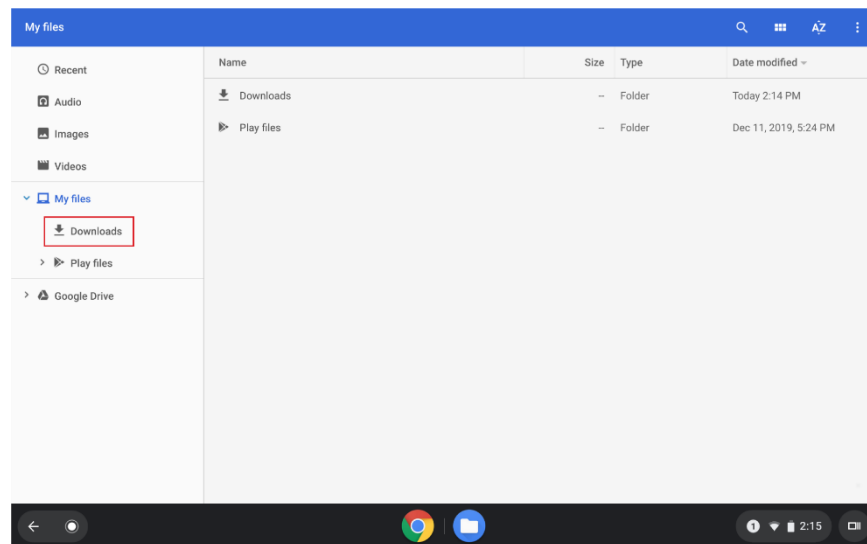 My files
AZ
Recent
Audio
Images
Videos
My files
Downloads
Play files
Google Drive
Name Size Type Date modified
Downloads -- Folder Today 2:14 PM
Play files -- Folder Dec 11, 2019, 5:24 PM
1 2:15